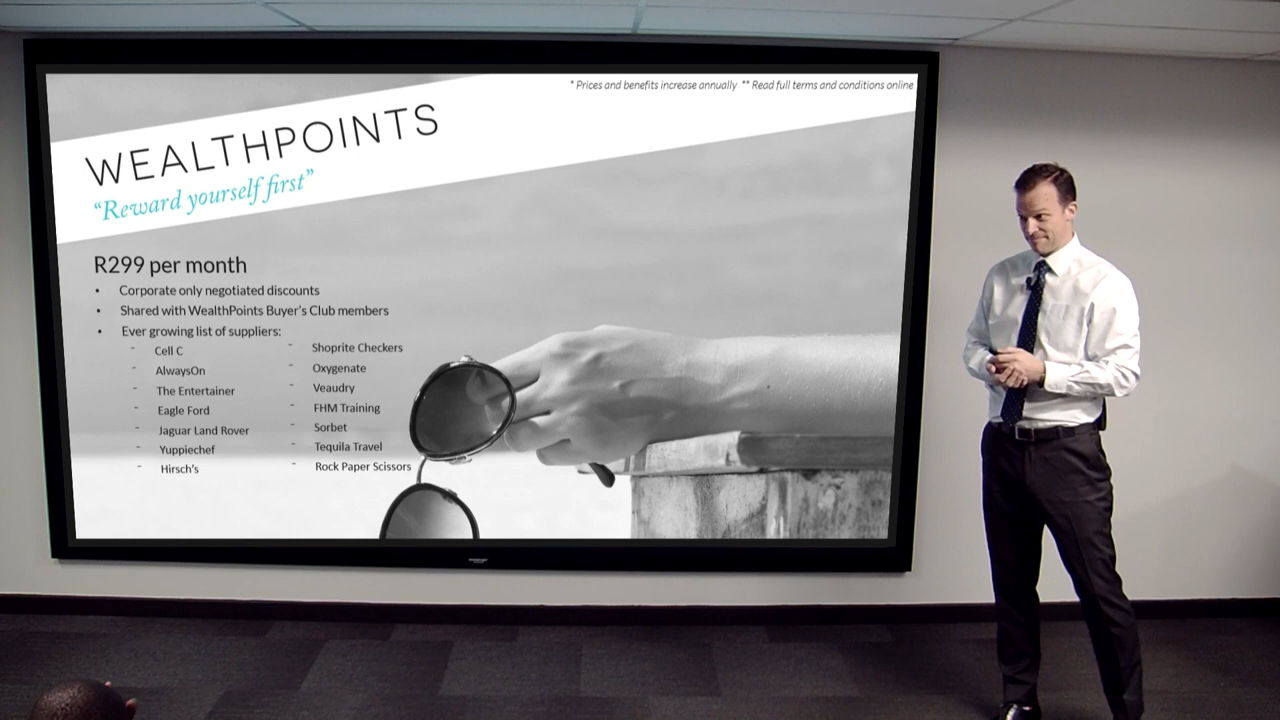 * Prices and benefits increase annually ** Read full terms and conditions online
WEALTHPOINTS
“Reward yourself first”
R299 per month
• Corporate only negotiated discounts
• Shared with WealthPoints Buyer's Club members
• Ever growing list of suppliers:
- Cell C
- AlwaysOn
- The Entertainer
- Eagle Ford
- Jaguar Land Rover
- Yuppiechef
- Hirsch's
- Shoprite Checkers
- Oxygenate
- Veaudry
- FHM Training
- Sorbet
- Tequila Travel
- Rock Paper Scissors